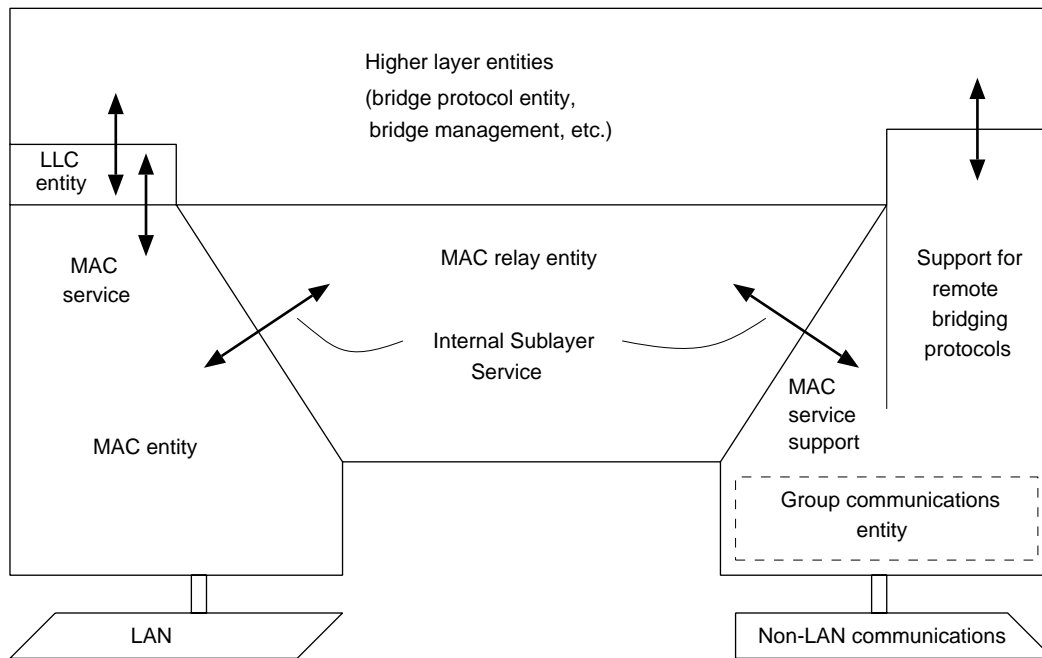 Higher layer entities
(bridge protocol entity,
bridge management, etc.)
LLC
entity
MAC
service
MAC relay entity
Support for
remote
bridging
protocols
Internal Sublayer
Service
MAC
service
support
MAC entity
Group communications
entity
LAN
Non-LAN communications